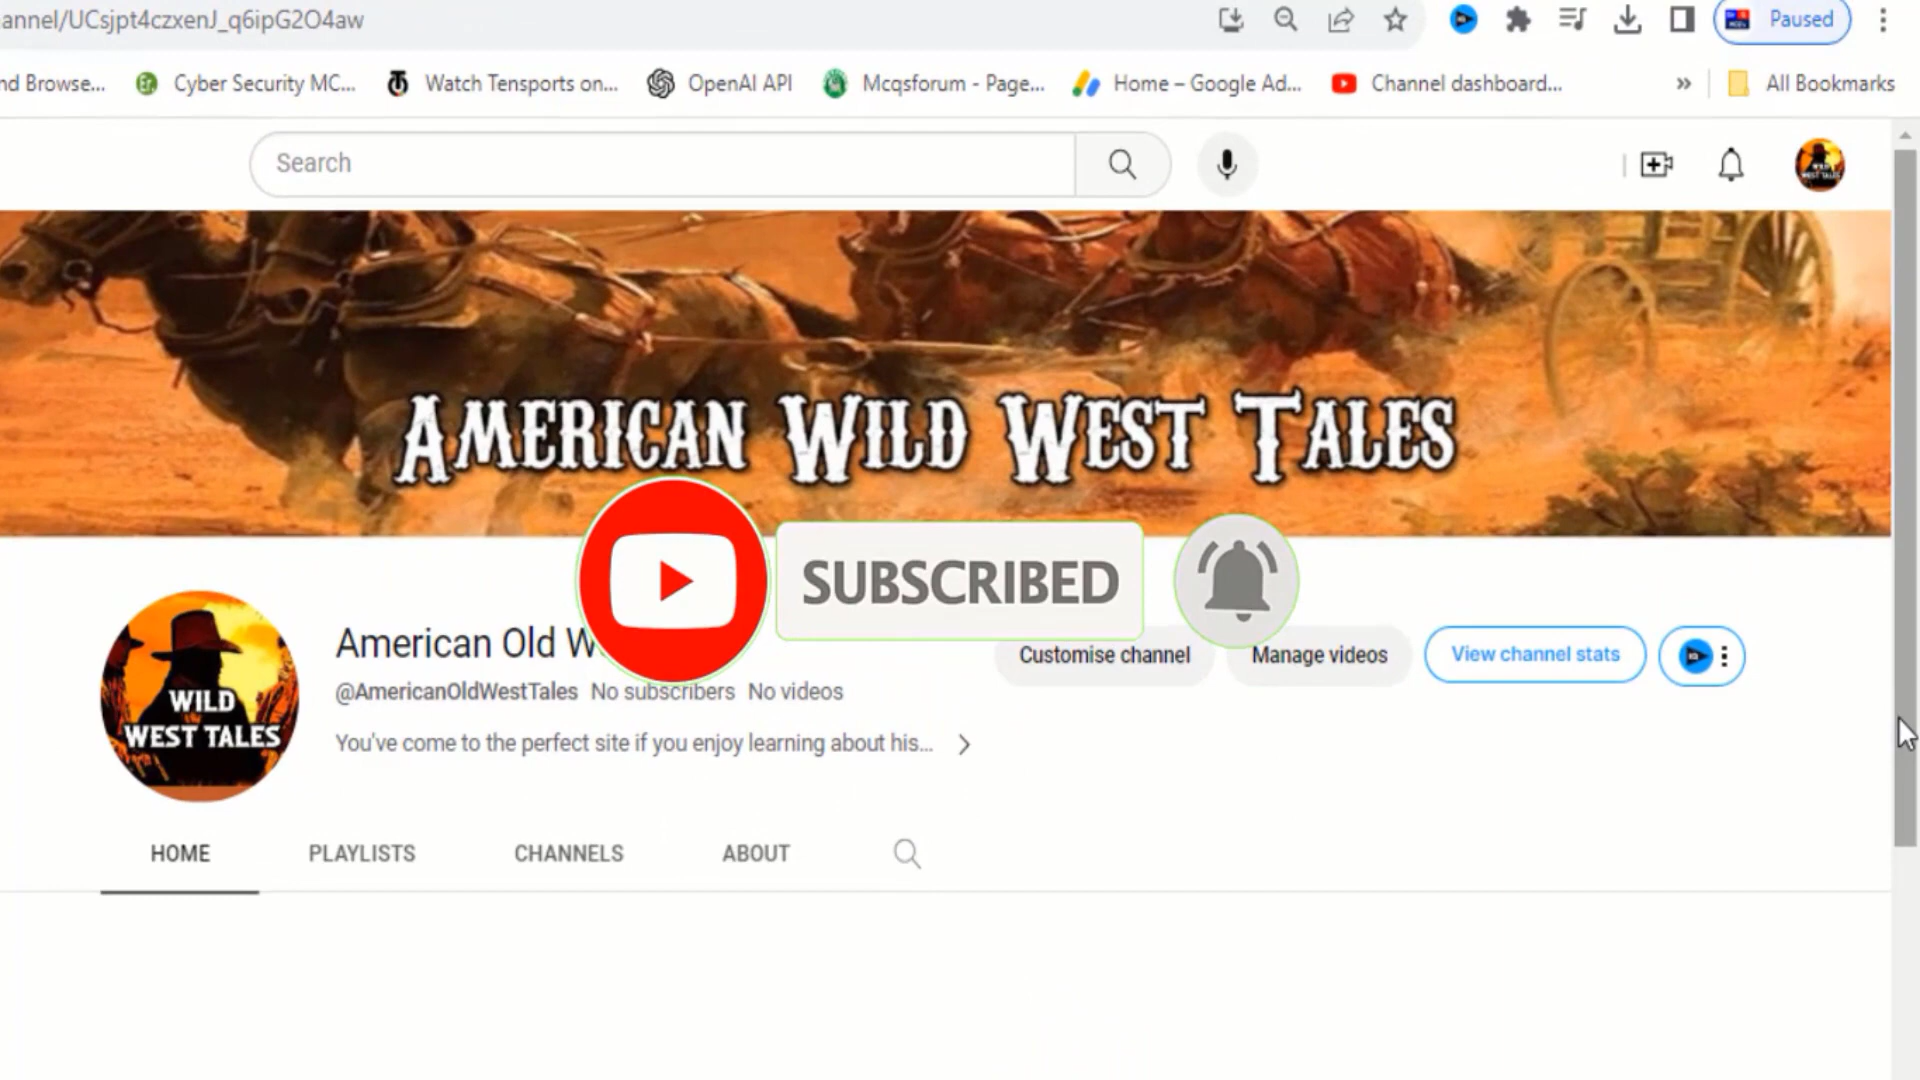 annel/UCsjpt4czxenJ_q6ipG2O4aw
Paused
nd Browse... Cyber Security MC... Watch Tensports on... OpenAI API Mcqsforum - Page... Home – Google Ad... Channel dashboard... » All Bookmarks
Search
WILD WEST TALES
AMERICAN WILD WEST TALES
SUBSCRIBED
WILD
WEST TALES
American Old W
@AmericanOldWestTales No subscribers No videos
You've come to the perfect site if you enjoy learning about his...
Customise channel Manage videos View channel stats
HOME PLAYLISTS CHANNELS ABOUT